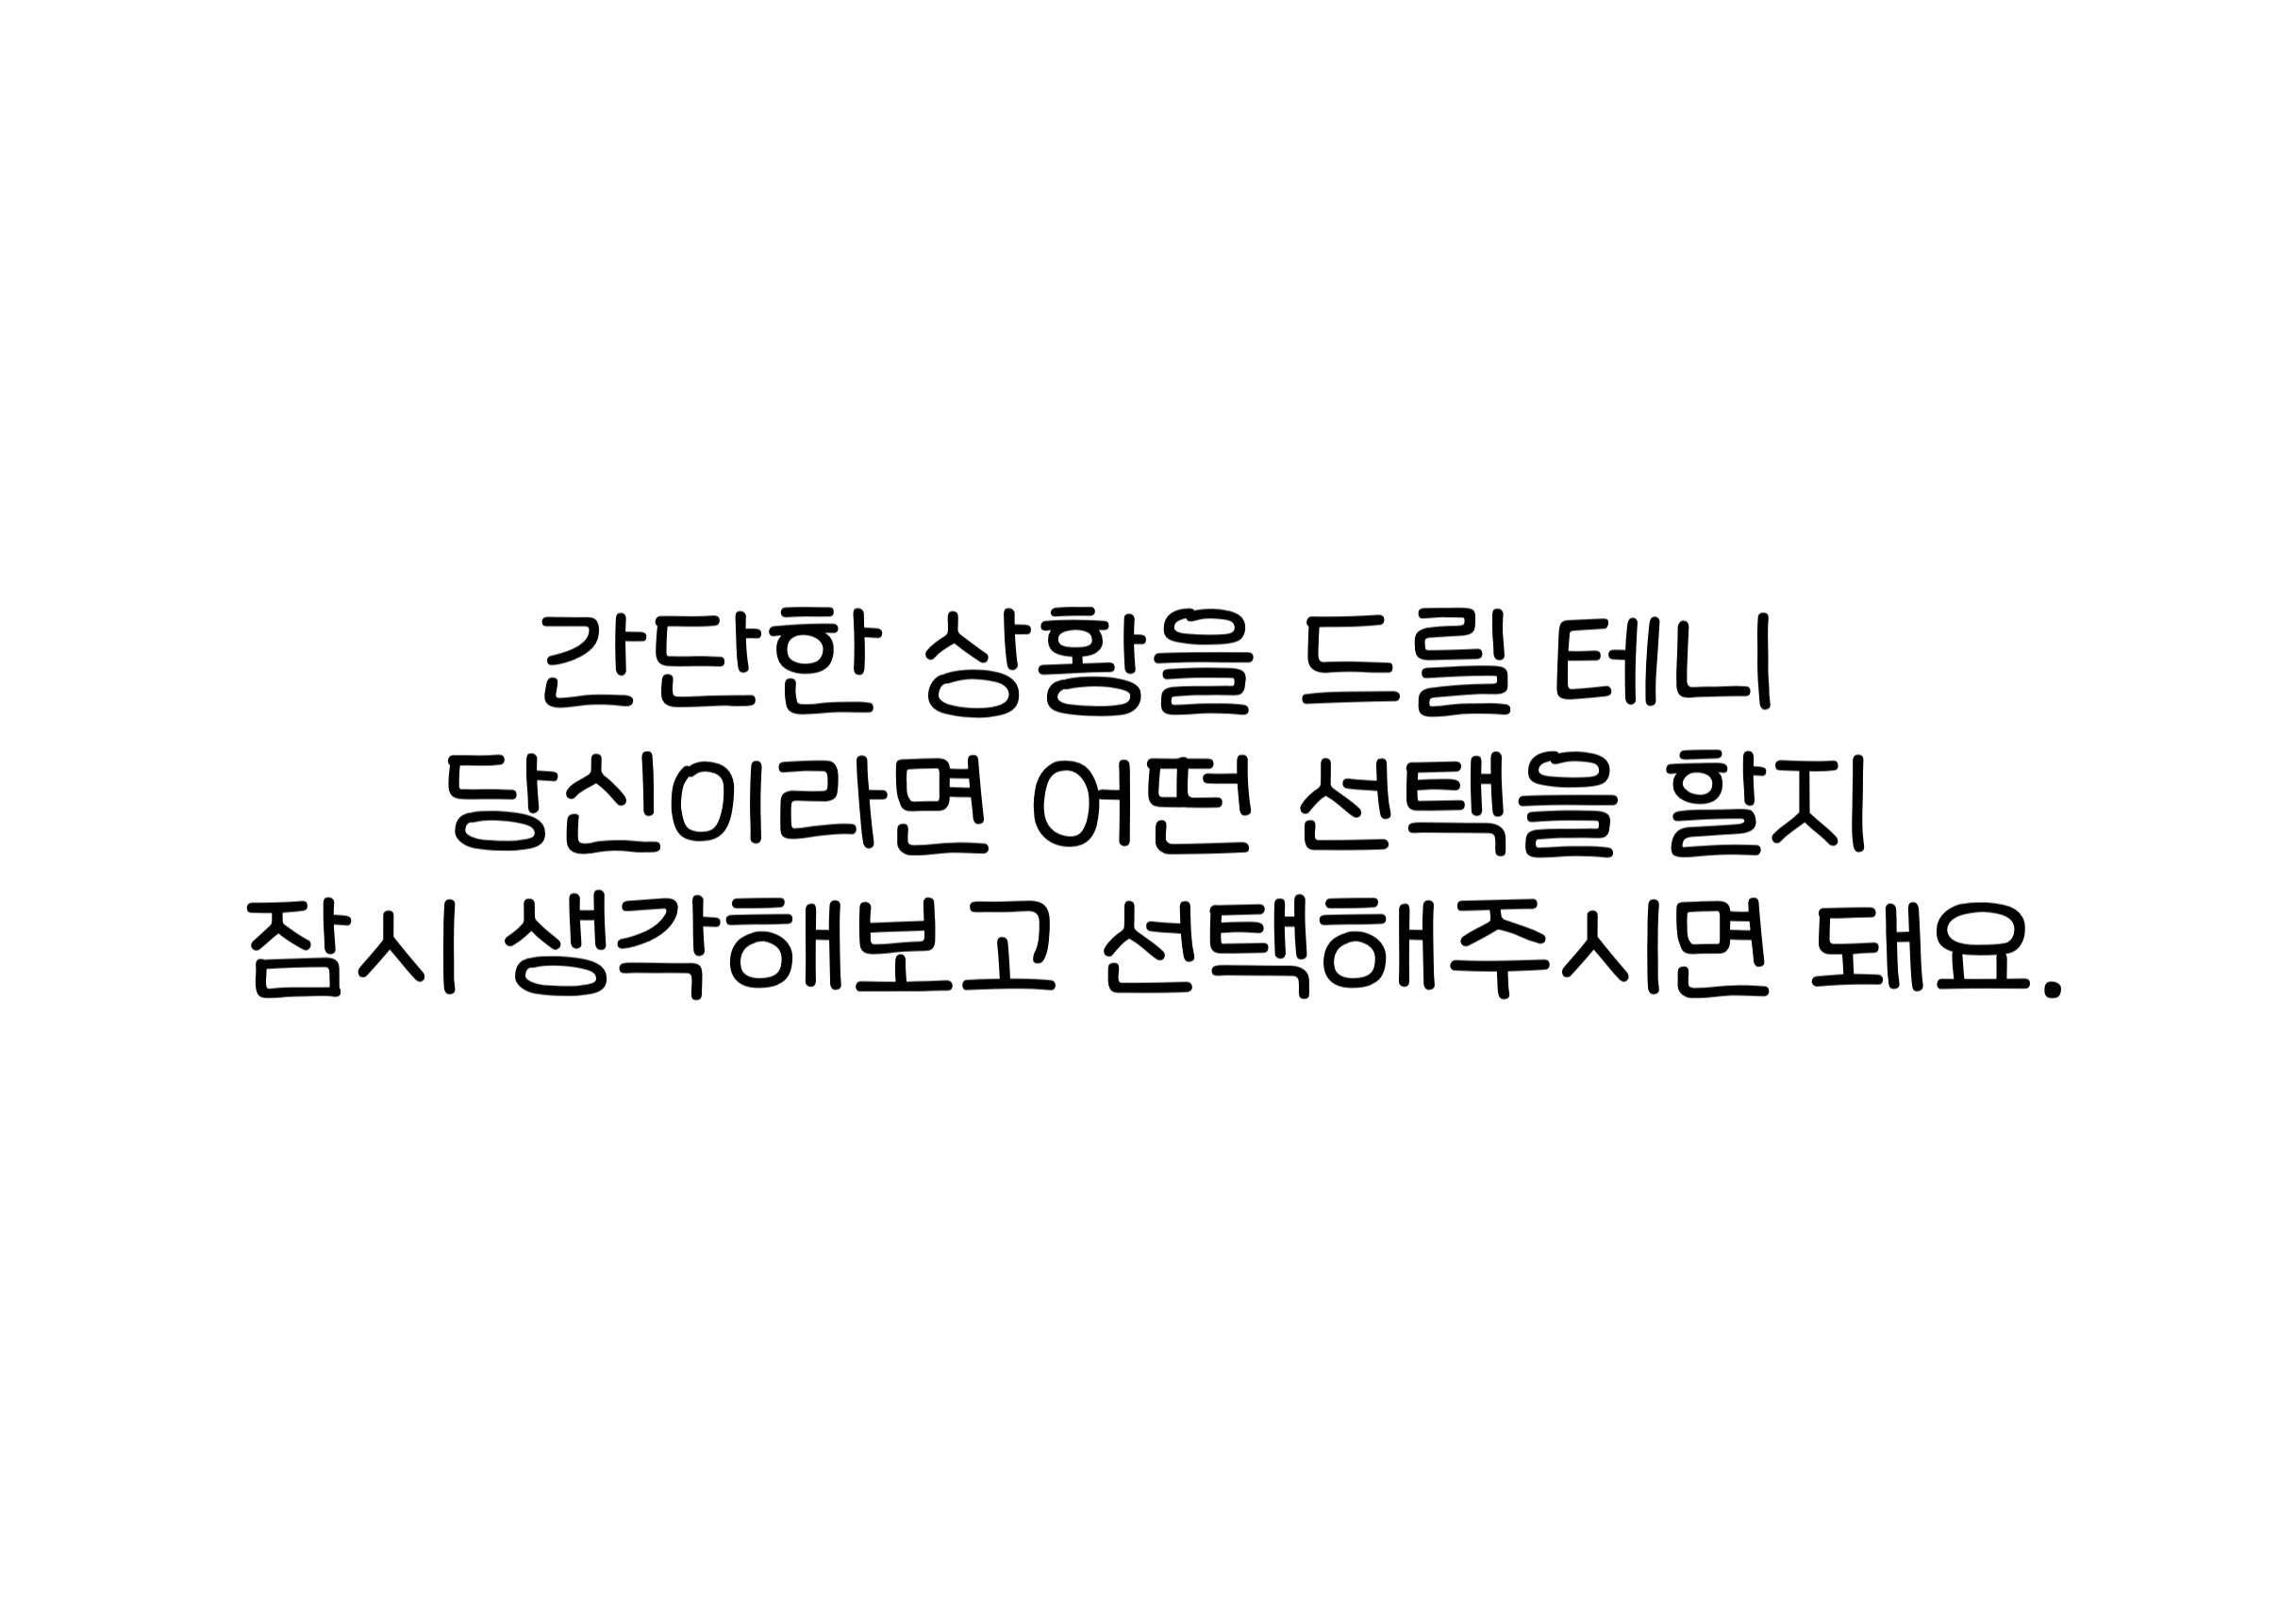 간단한 상황을 드릴 테니
당신이라면 어떤 선택을 할지
잠시 생각해보고 선택해주시면 돼요.